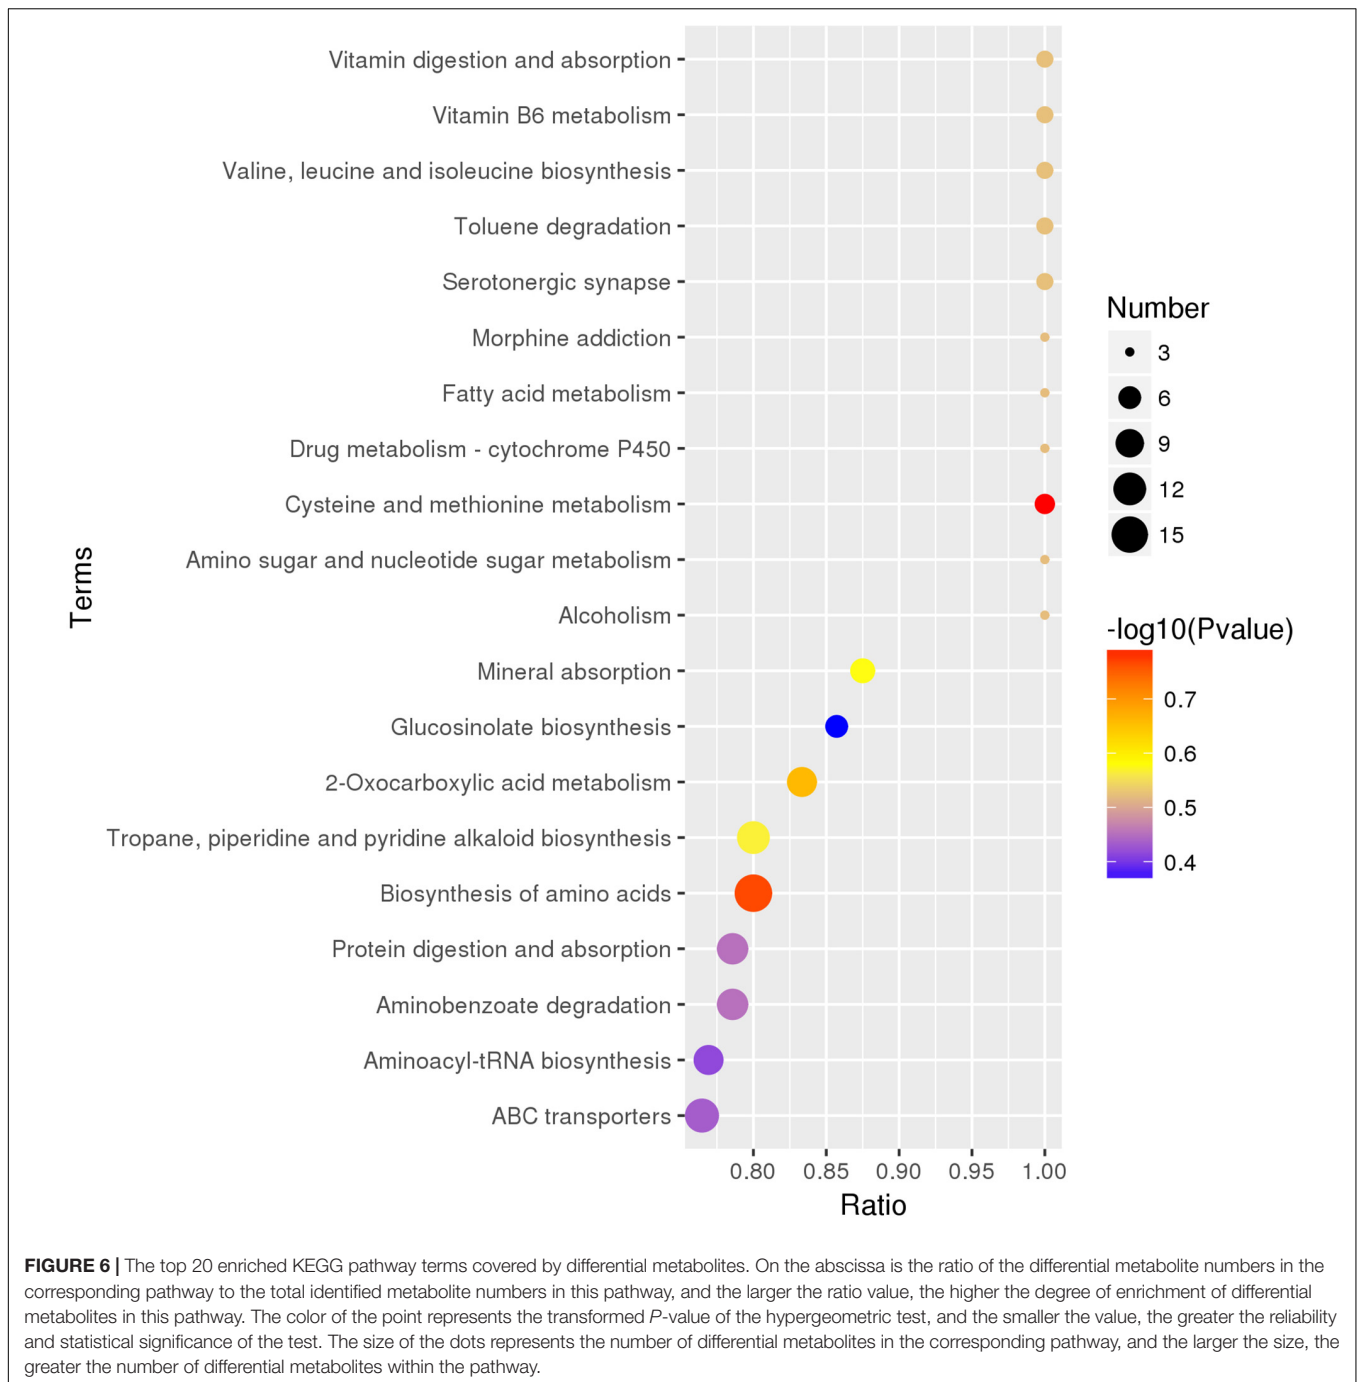 Vitamin digestion and absorption
Vitamin B6 metabolism
Valine, leucine and isoleucine biosynthesis
Toluene degradation
Serotonergic synapse
Morphine addiction
Fatty acid metabolism
Drug metabolism - cytochrome P450
Cysteine and methionine metabolism
Amino sugar and nucleotide sugar metabolism
Alcoholism
Mineral absorption
Glucosinolate biosynthesis
2-Oxocarboxylic acid metabolism
Tropane, piperidine and pyridine alkaloid biosynthesis
Biosynthesis of amino acids
Protein digestion and absorption
Aminobenzoate degradation
Aminoacyl-tRNA biosynthesis
ABC transporters
Terms
0.80 0.85 0.90 0.95 1.00
Ratio
Number
3
6
9
12
15
-log10(Pvalue)
0.7
0.6
0.5
0.4
FIGURE 6 | The top 20 enriched KEGG pathway terms covered by differential metabolites. On the abscissa is the ratio of the differential metabolite numbers in the
corresponding pathway to the total identified metabolite numbers in this pathway, and the larger the ratio value, the higher the degree of enrichment of differential
metabolites in this pathway. The color of the point represents the transformed P-value of the hypergeometric test, and the smaller the value, the greater the reliability
and statistical significance of the test. The size of the dots represents the number of differential metabolites in the corresponding pathway, and the larger the size, the
greater the number of differential metabolites within the pathway.